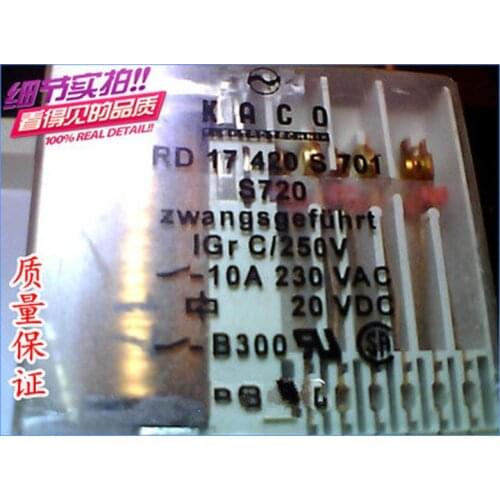 细节实拍!!
看得见的品质
100% REAL DETAIL!!
KACO
ELEKTROTECHNIK
RD 17 420 S 701
S720
zwangsgeführt
IGr C/250V
-10A 230 VAC
20 VDC
-B300
质量保证